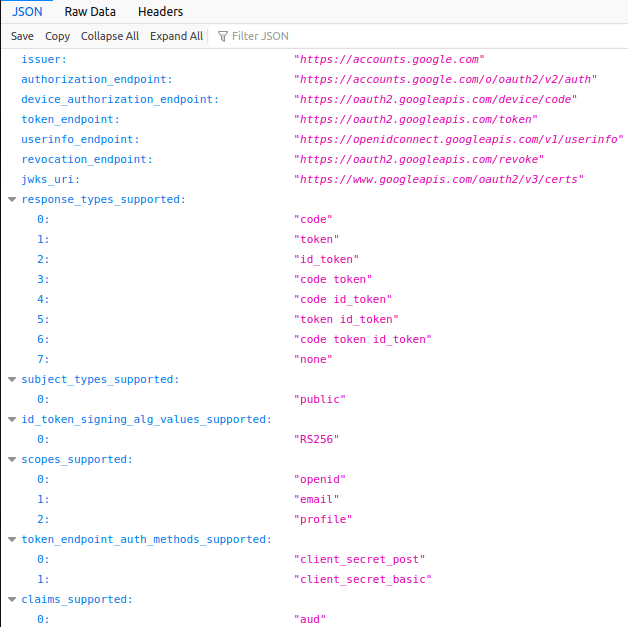 JSON Raw Data Headers
Save Copy Collapse All Expand All Filter JSON
issuer: "https://accounts.google.com"
authorization_endpoint: "https://accounts.google.com/o/oauth2/v2/auth"
device_authorization_endpoint: "https://oauth2.googleapis.com/device/code"
token_endpoint: "https://oauth2.googleapis.com/token"
userinfo_endpoint: "https://openidconnect.googleapis.com/v1/userinfo"
revocation_endpoint: "https://oauth2.googleapis.com/revoke"
jwks_uri: "https://www.googleapis.com/oauth2/v3/certs"
response_types_supported:
0: "code"
1: "token"
2: "id_token"
3: "code token"
4: "code id_token"
5: "token id_token"
6: "code token id_token"
7: "none"
subject_types_supported:
0: "public"
id_token_signing_alg_values_supported:
0: "RS256"
scopes_supported:
0: "openid"
1: "email"
2: "profile"
token_endpoint_auth_methods_supported:
0: "client_secret_post"
1: "client_secret_basic"
claims_supported:
0: "aud"